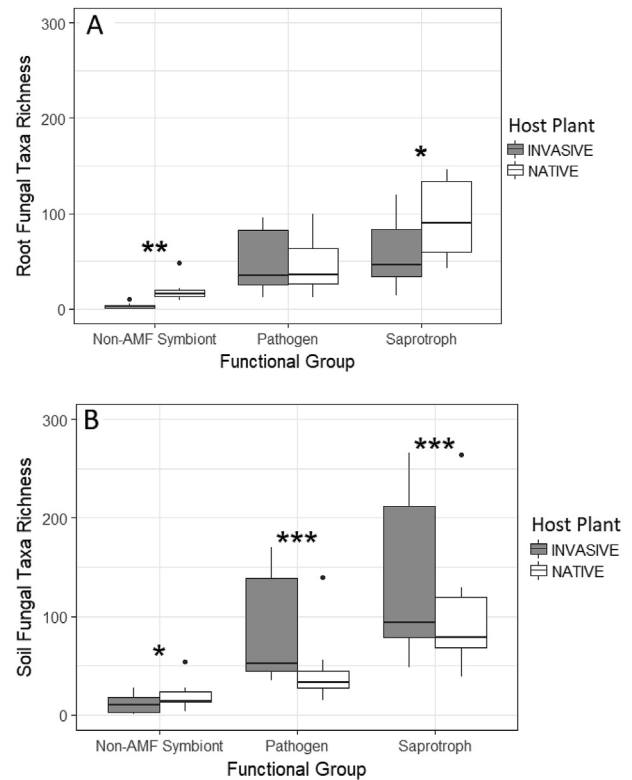 A
300
200
100
0
Root Fungal Taxa Richness
**
*
Non-AMF Symbiont Pathogen Saprotroph
Functional Group
Host Plant
INVASIVE
NATIVE
B
300
200
100
0
Soil Fungal Taxa Richness
*
***
***
Non-AMF Symbiont Pathogen Saprotroph
Functional Group
Host Plant
INVASIVE
NATIVE